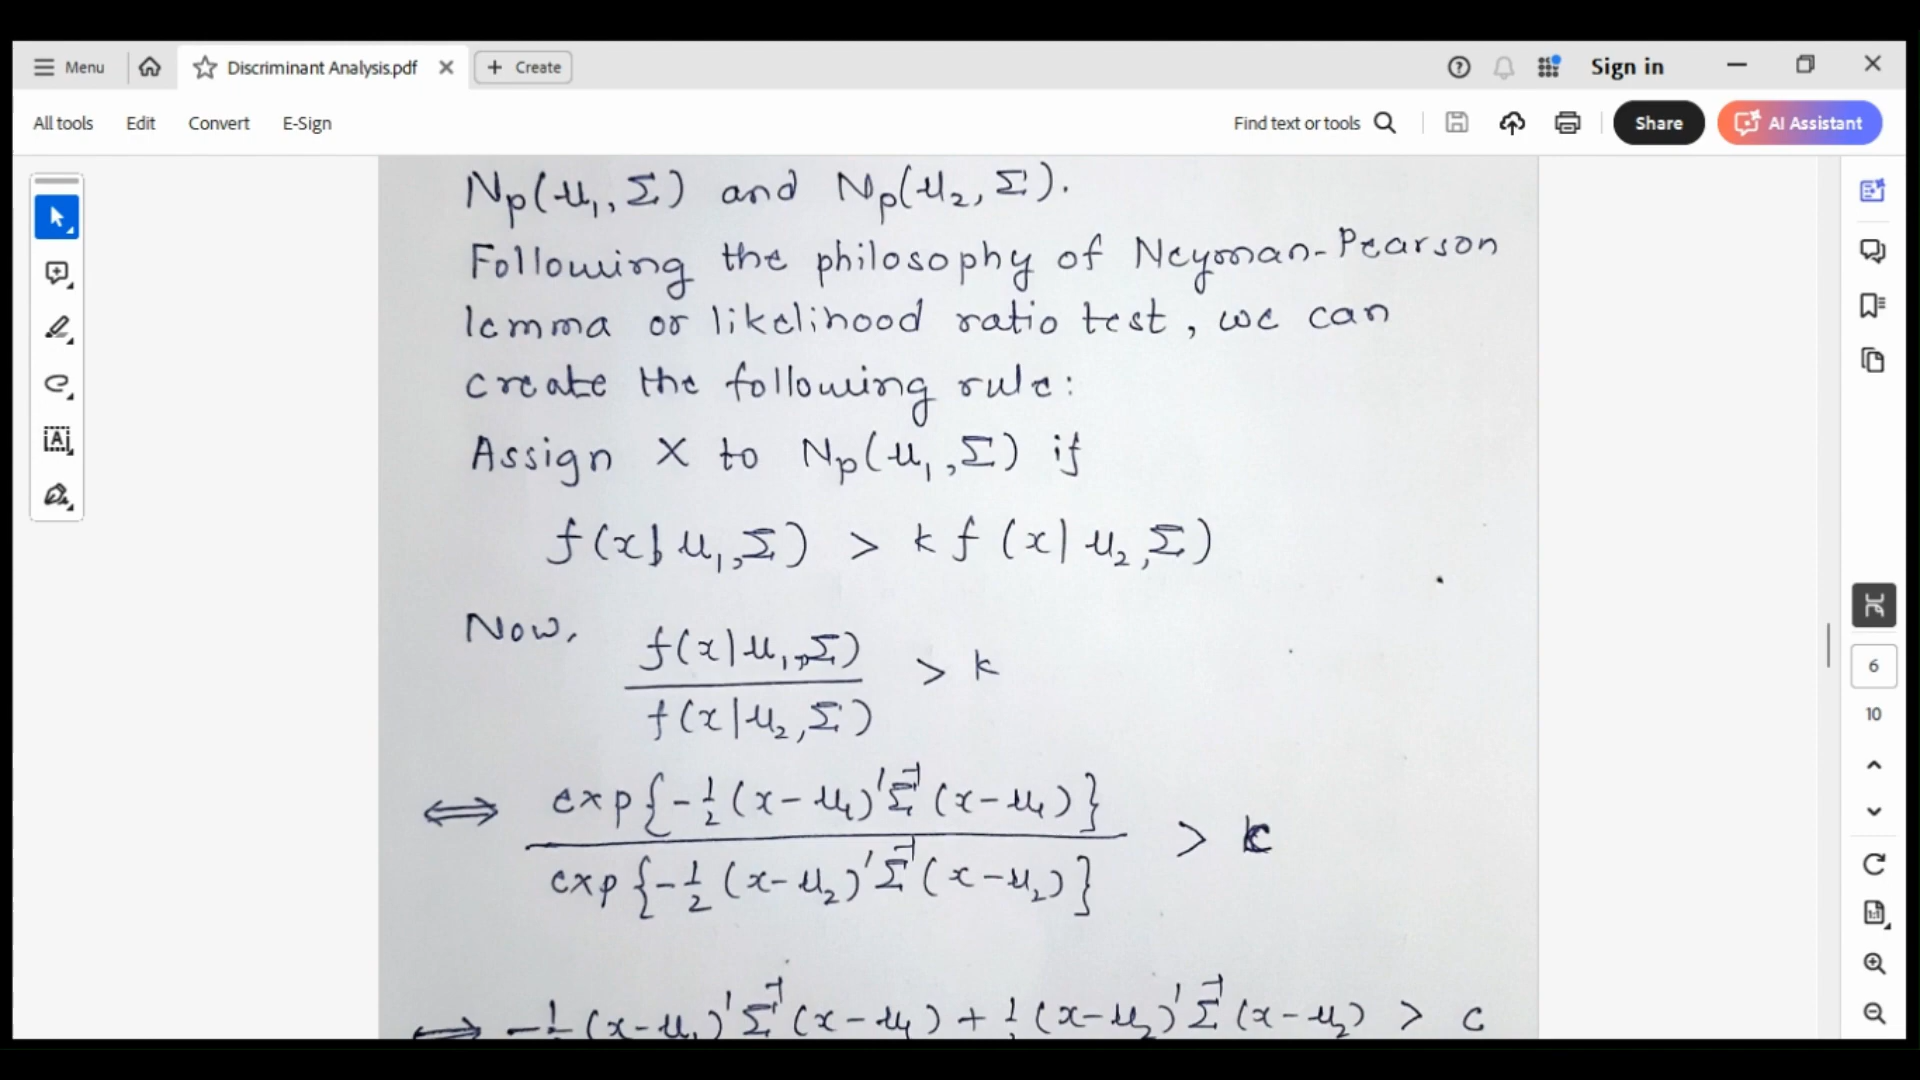 Menu
Discriminant Analysis.pdf
+ Create
Sign in
All tools Edit Convert E-Sign
Find text or tools
Share
AI Assistant
Np(μ₁, Σ) and Np(μ₂, Σ).
Following the philosophy of Neyman-Pearson
lemma or likelihood ratio test, we can
create the following rule:
Assign X to Np(μ₁, Σ) if
f(x|μ₁, Σ) > k f(x|μ₂, Σ)
Now,
f(x|μ₁, Σ)
> k
f(x|μ₂, Σ)
⟺ exp{-½(x-μ₁)'Σ⁻¹(x-μ₁)}
exp{-½(x-μ₂)'Σ⁻¹(x-μ₂)}
⟺ -½(x-μ₁)'Σ⁻¹(x-μ₁) + ½(x-μ₂)'Σ⁻¹(x-μ₂) > c
6
10